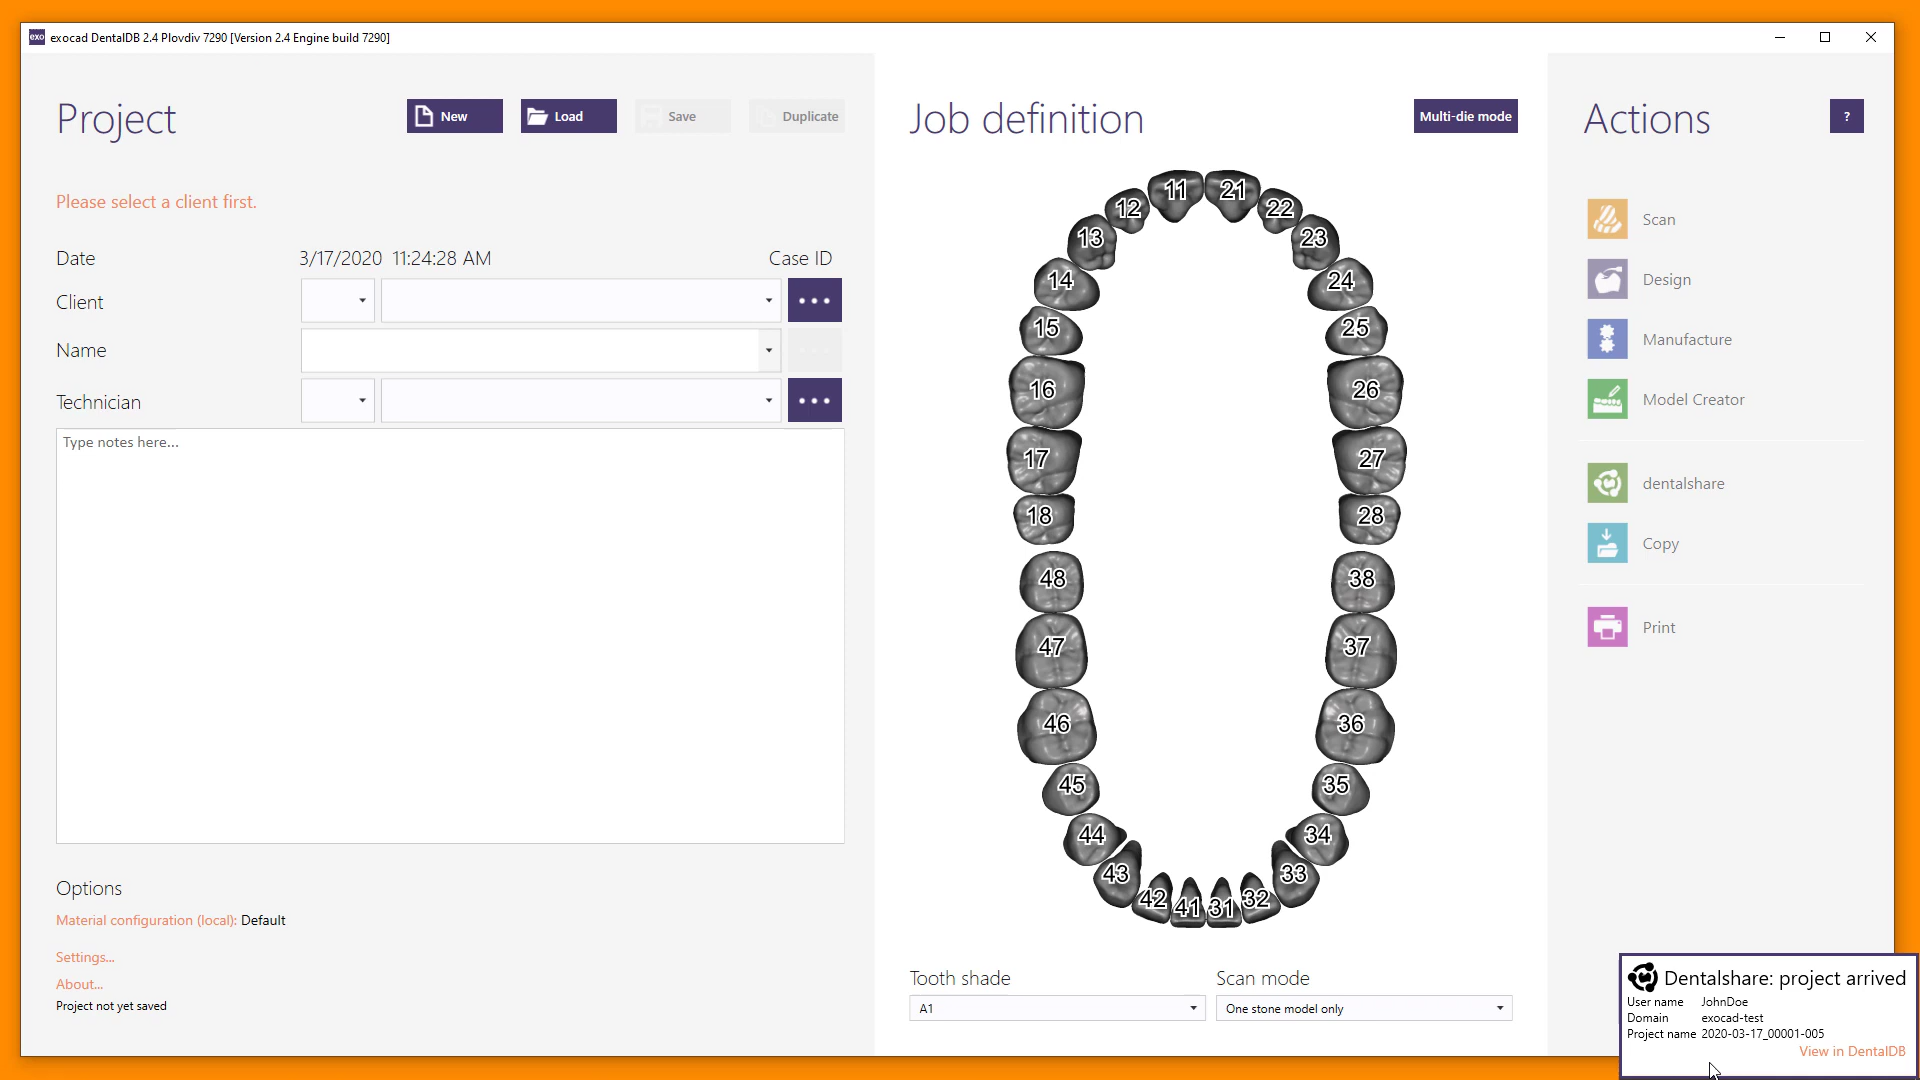 exo exocad DentalDB 2.4 Plovdiv 7290 [Version 2.4 Engine build 7290]
Project
New
Load
Save
Duplicate
Please select a client first.
Date 3/17/2020 11:24:28 AM Case ID
Client
Name
Technician
Type notes here...
Options
Material configuration (local): Default
Settings...
About...
Project not yet saved
Job definition
Multi-die mode
11 21
12 22
13 23
14 24
15 25
16 26
17 27
18 28
48 38
47 37
46 36
45 35
44 34
43 33
42 41 31 32
Tooth shade
A1
Scan mode
One stone model only
Actions
?
Scan
Design
Manufacture
Model Creator
dentalshare
Copy
Print
Dentalshare: project arrived
User name JohnDoe
Domain exocad-test
Project name 2020-03-17_00001-005
View in DentalDB